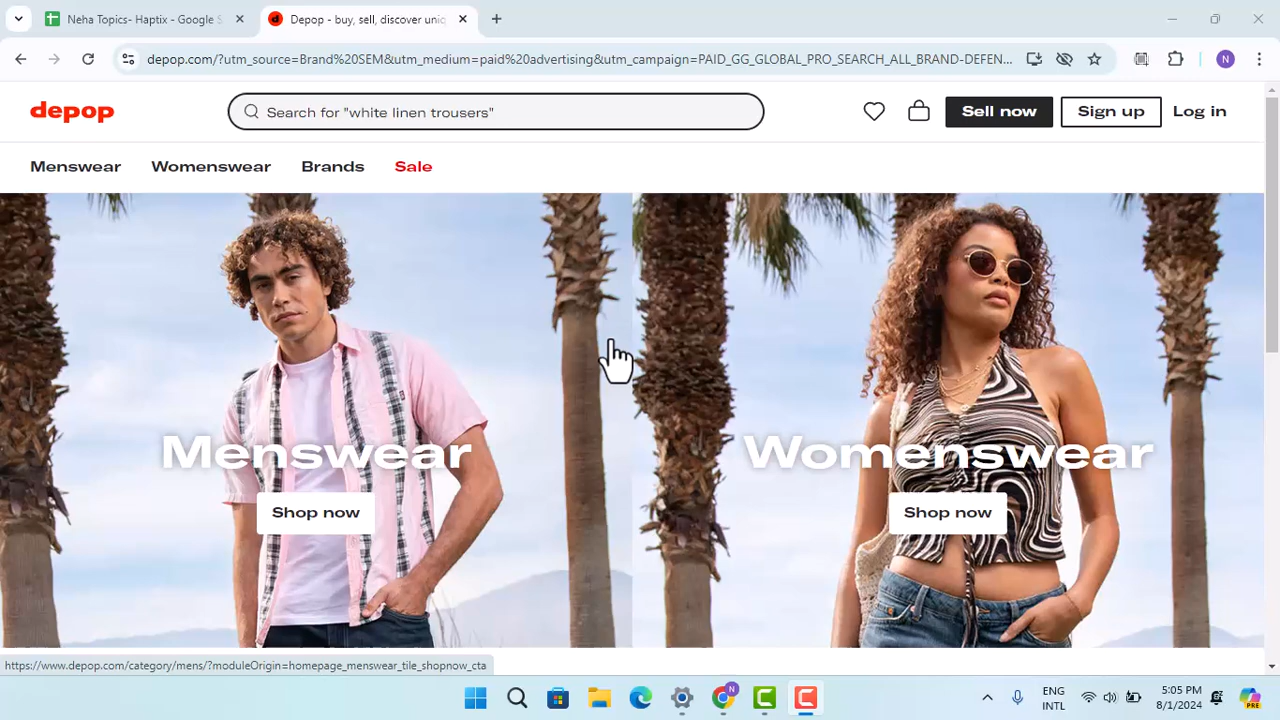 Neha Topics- Haptix - Google S
Depop - buy, sell, discover uniq
depop.com/?utm_source=Brand%20SEM&utm_medium=paid%20advertising&utm_campaign=PAID_GG_GLOBAL_PRO_SEARCH_ALL_BRAND-DEFEN...
N
depop
Search for "white linen trousers"
Sell now
Sign up
Log in
Menswear
Womenswear
Brands
Sale
Menswear
Womenswear
Shop now
Shop now
https://www.depop.com/category/mens/?moduleOrigin=homepage_menswear_tile_shopnow_cta
N
ENG
INTL
5:05 PM
8/1/2024
PRE